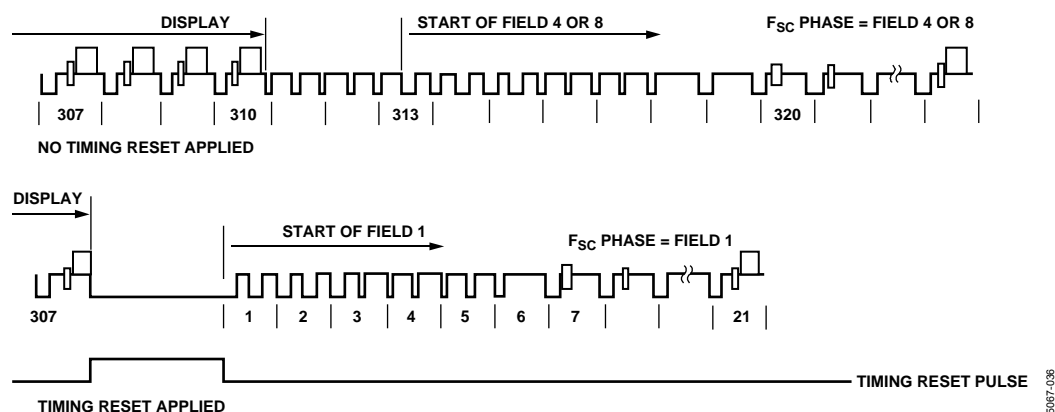 DISPLAY
START OF FIELD 4 OR 8
FSC PHASE = FIELD 4 OR 8
307 310 313 320
NO TIMING RESET APPLIED
DISPLAY
START OF FIELD 1
FSC PHASE = FIELD 1
307 1 2 3 4 5 6 7 21
TIMING RESET PULSE
TIMING RESET APPLIED